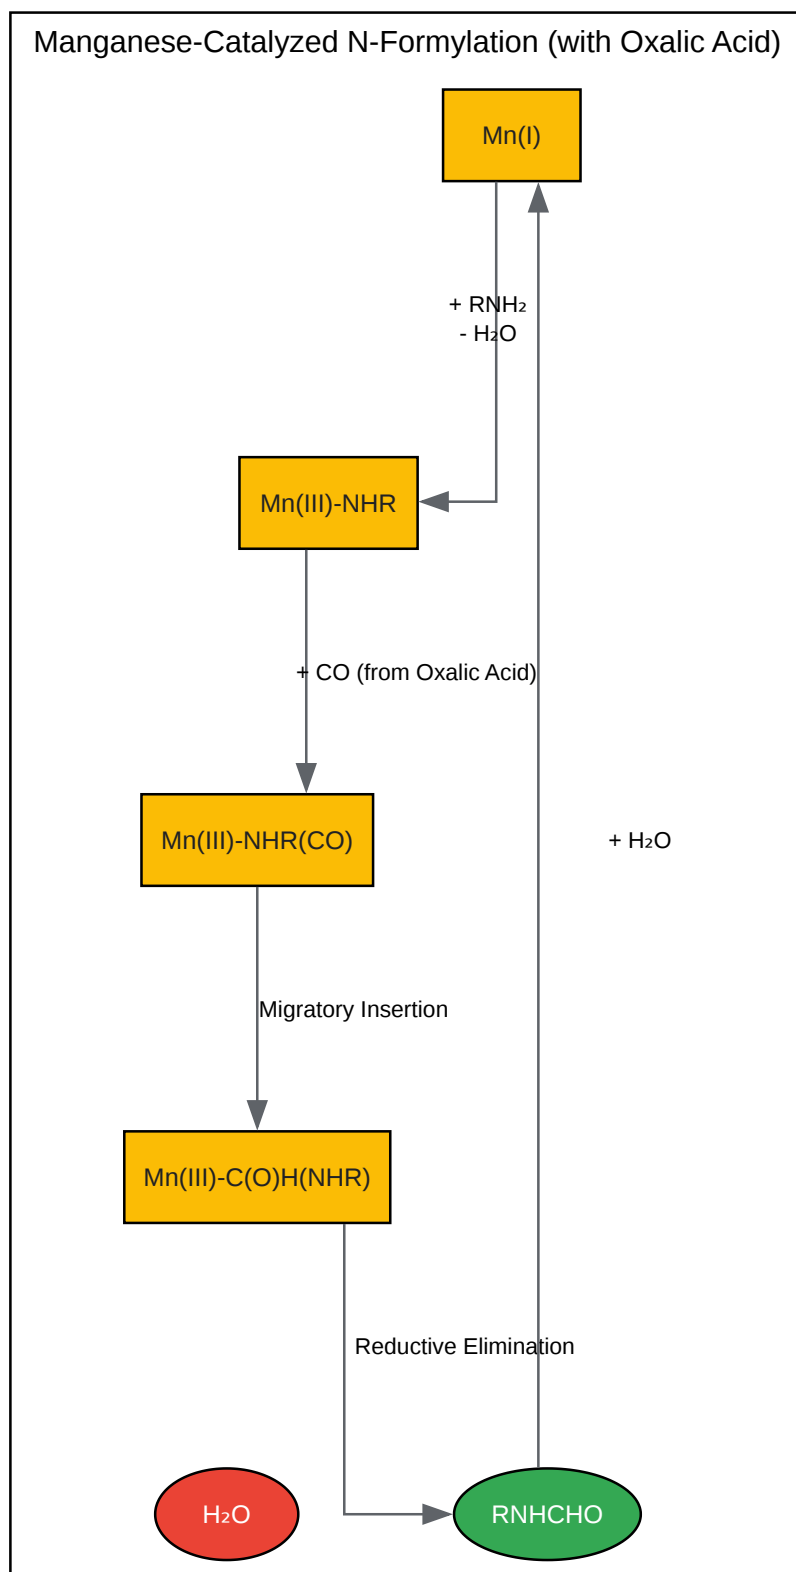 Manganese-Catalyzed N-Formylation (with Oxalic Acid)
Mn(I)
+ RNH₂
- H₂O
Mn(III)-NHR
+ CO (from Oxalic Acid)
Mn(III)-NHR(CO)
+ H₂O
Migratory Insertion
Mn(III)-C(O)H(NHR)
Reductive Elimination
H₂O
RNHCHO